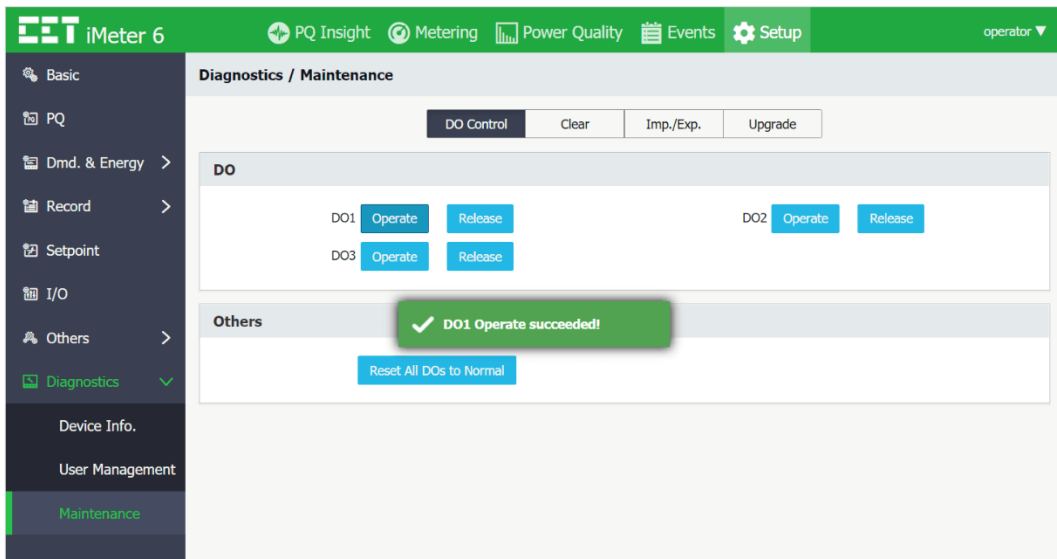 CET iMeter 6
PQ Insight Metering Power Quality Events Setup operator
Basic
Diagnostics / Maintenance
PQ
DO Control Clear Imp./Exp. Upgrade
Dmd. & Energy
DO
Record
DO1 Operate Release DO2 Operate Release
Setpoint
DO3 Operate Release
I/O
Others
DO1 Operate succeeded!
Others
Reset All DOs to Normal
Diagnostics
Device Info.
User Management
Maintenance